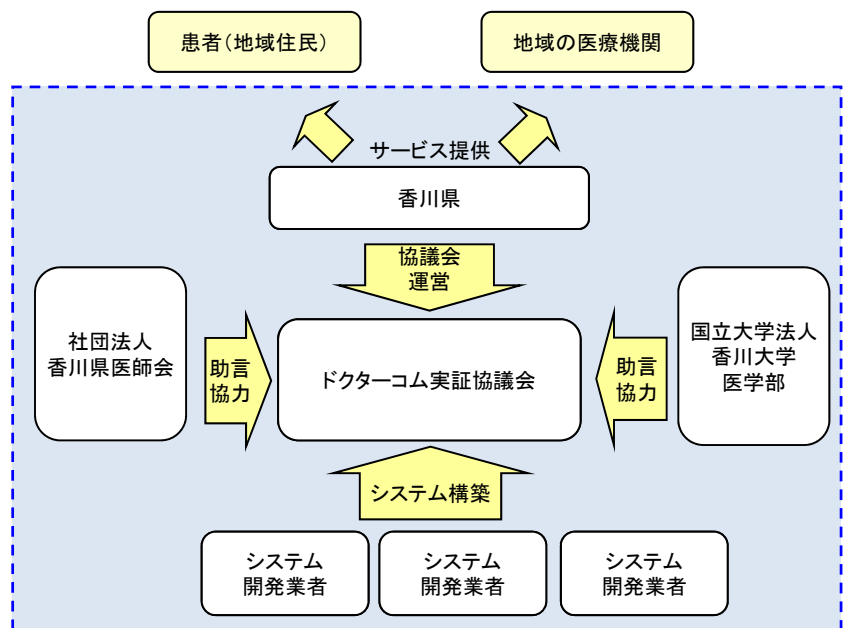 患者（地域住民）
地域の医療機関
サービス提供
香川県
協議会
運営
社団法人
香川県医師会
助言
協力
ドクターコム実証協議会
助言
協力
国立大学法人
香川大学
医学部
システム構築
システム
開発業者
システム
開発業者
システム
開発業者